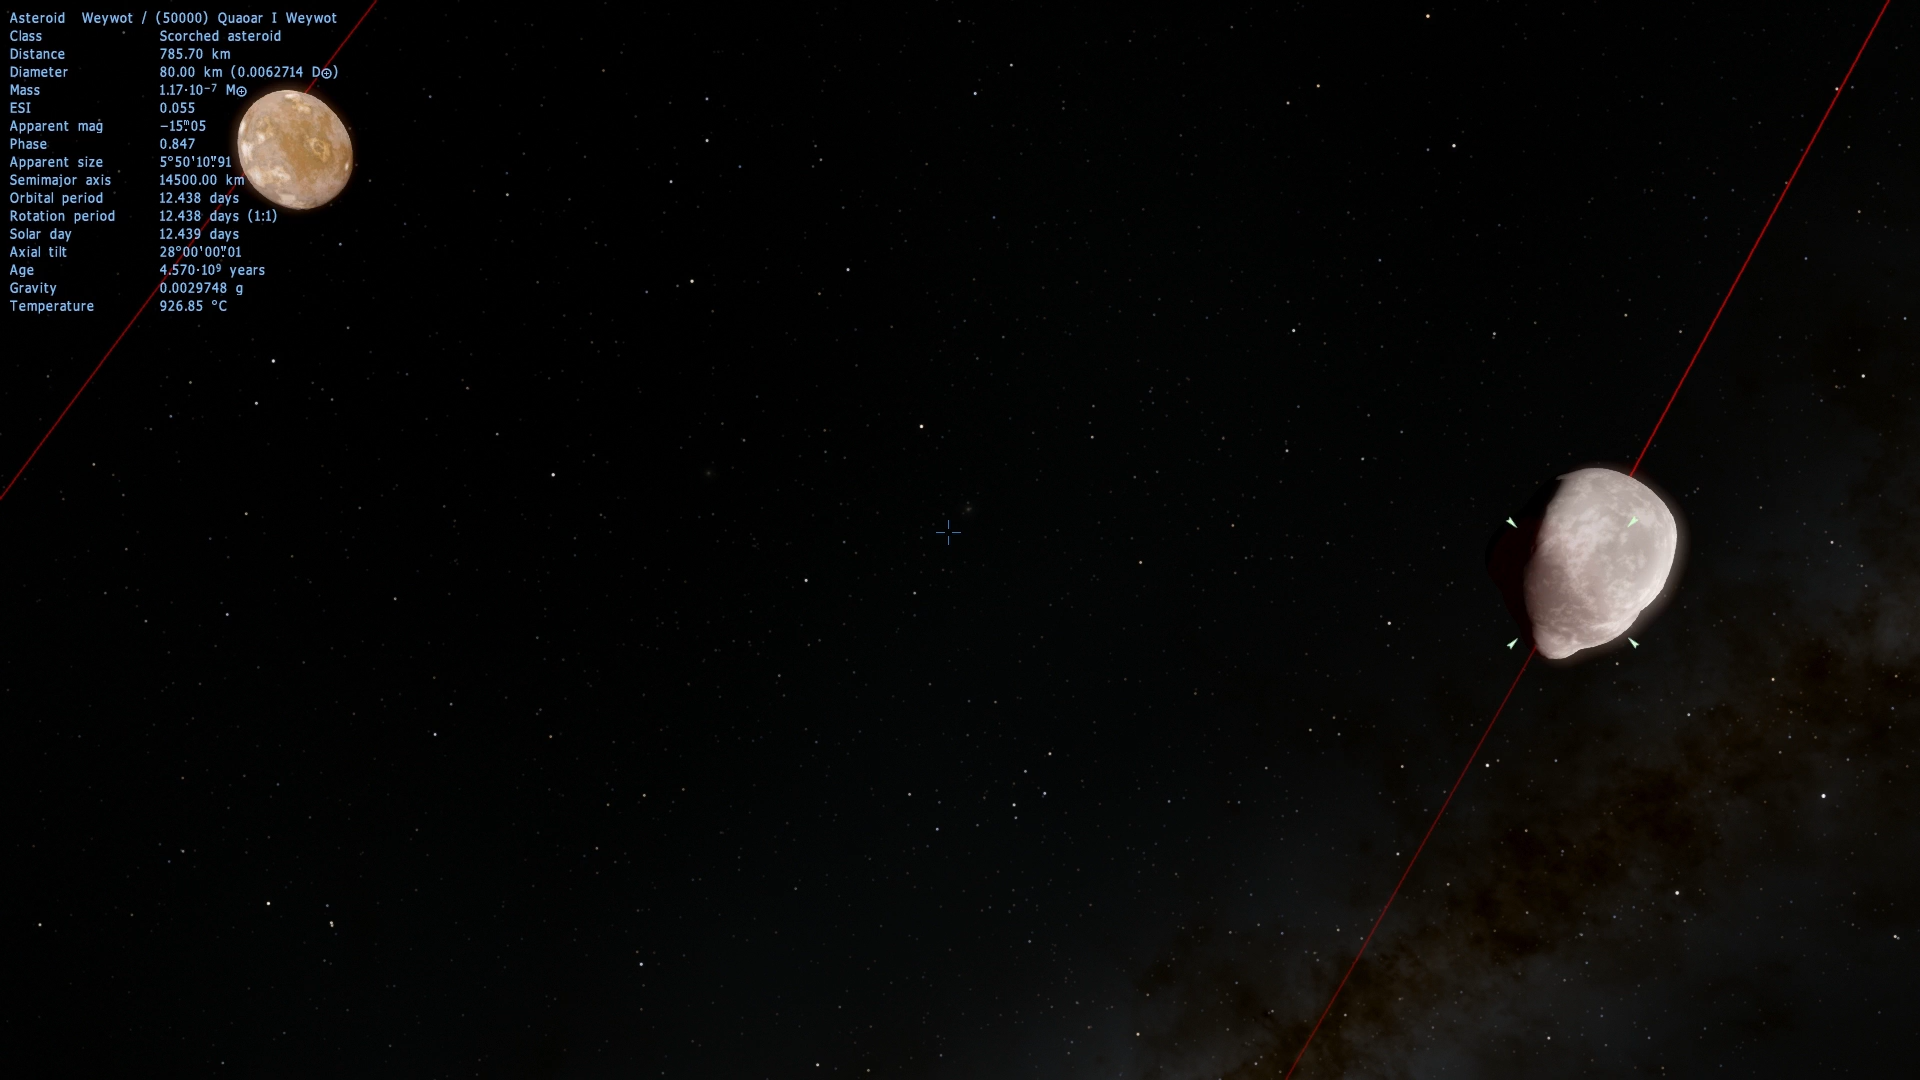 Asteroid Weywot / (50000) Quaoar I Weywot
Class Scorched asteroid
Distance 785.70 km
Diameter 80.00 km (0.0062714 D⊕)
Mass 1.17·10⁻⁷ M⊕
ESI 0.055
Apparent mag −15ᵐ.05
Phase 0.847
Apparent size 5°50'10".91
Semimajor axis 14500.00 km
Orbital period 12.438 days
Rotation period 12.438 days (1:1)
Solar day 12.439 days
Axial tilt 28°00'00".01
Age 4.570·10⁹ years
Gravity 0.0029748 g
Temperature 926.85 °C